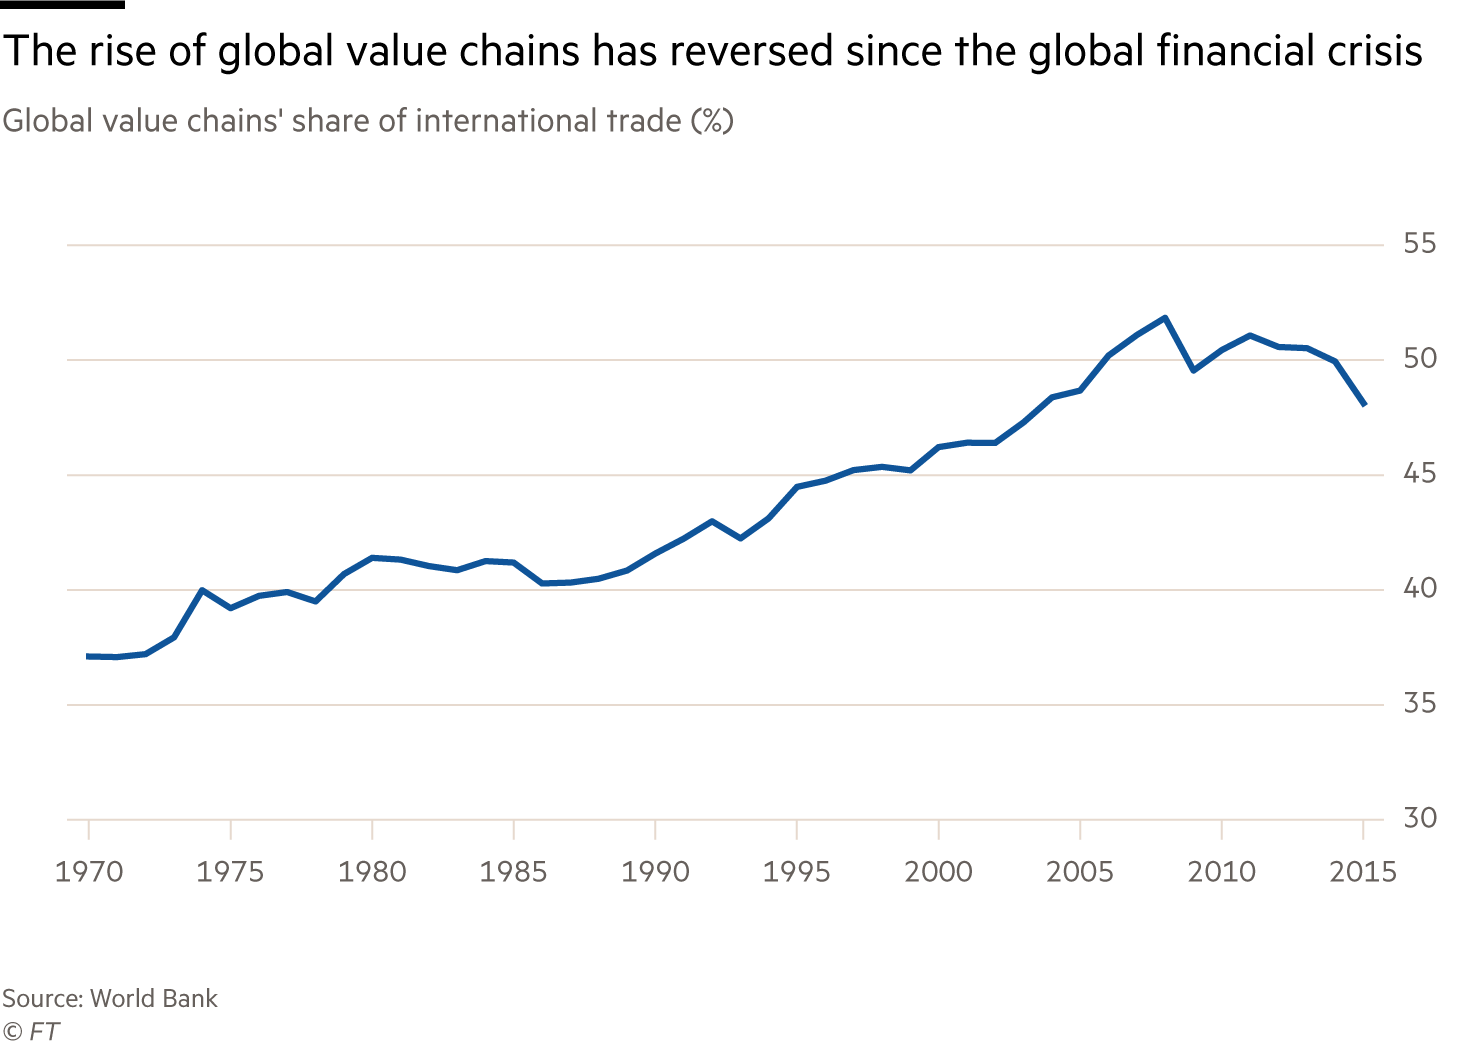 The rise of global value chains has reversed since the global financial crisis
Global value chains' share of international trade (%)
55
50
45
40
35
30
1970 1975 1980 1985 1990 1995 2000 2005 2010 2015
Source: World Bank
© FT